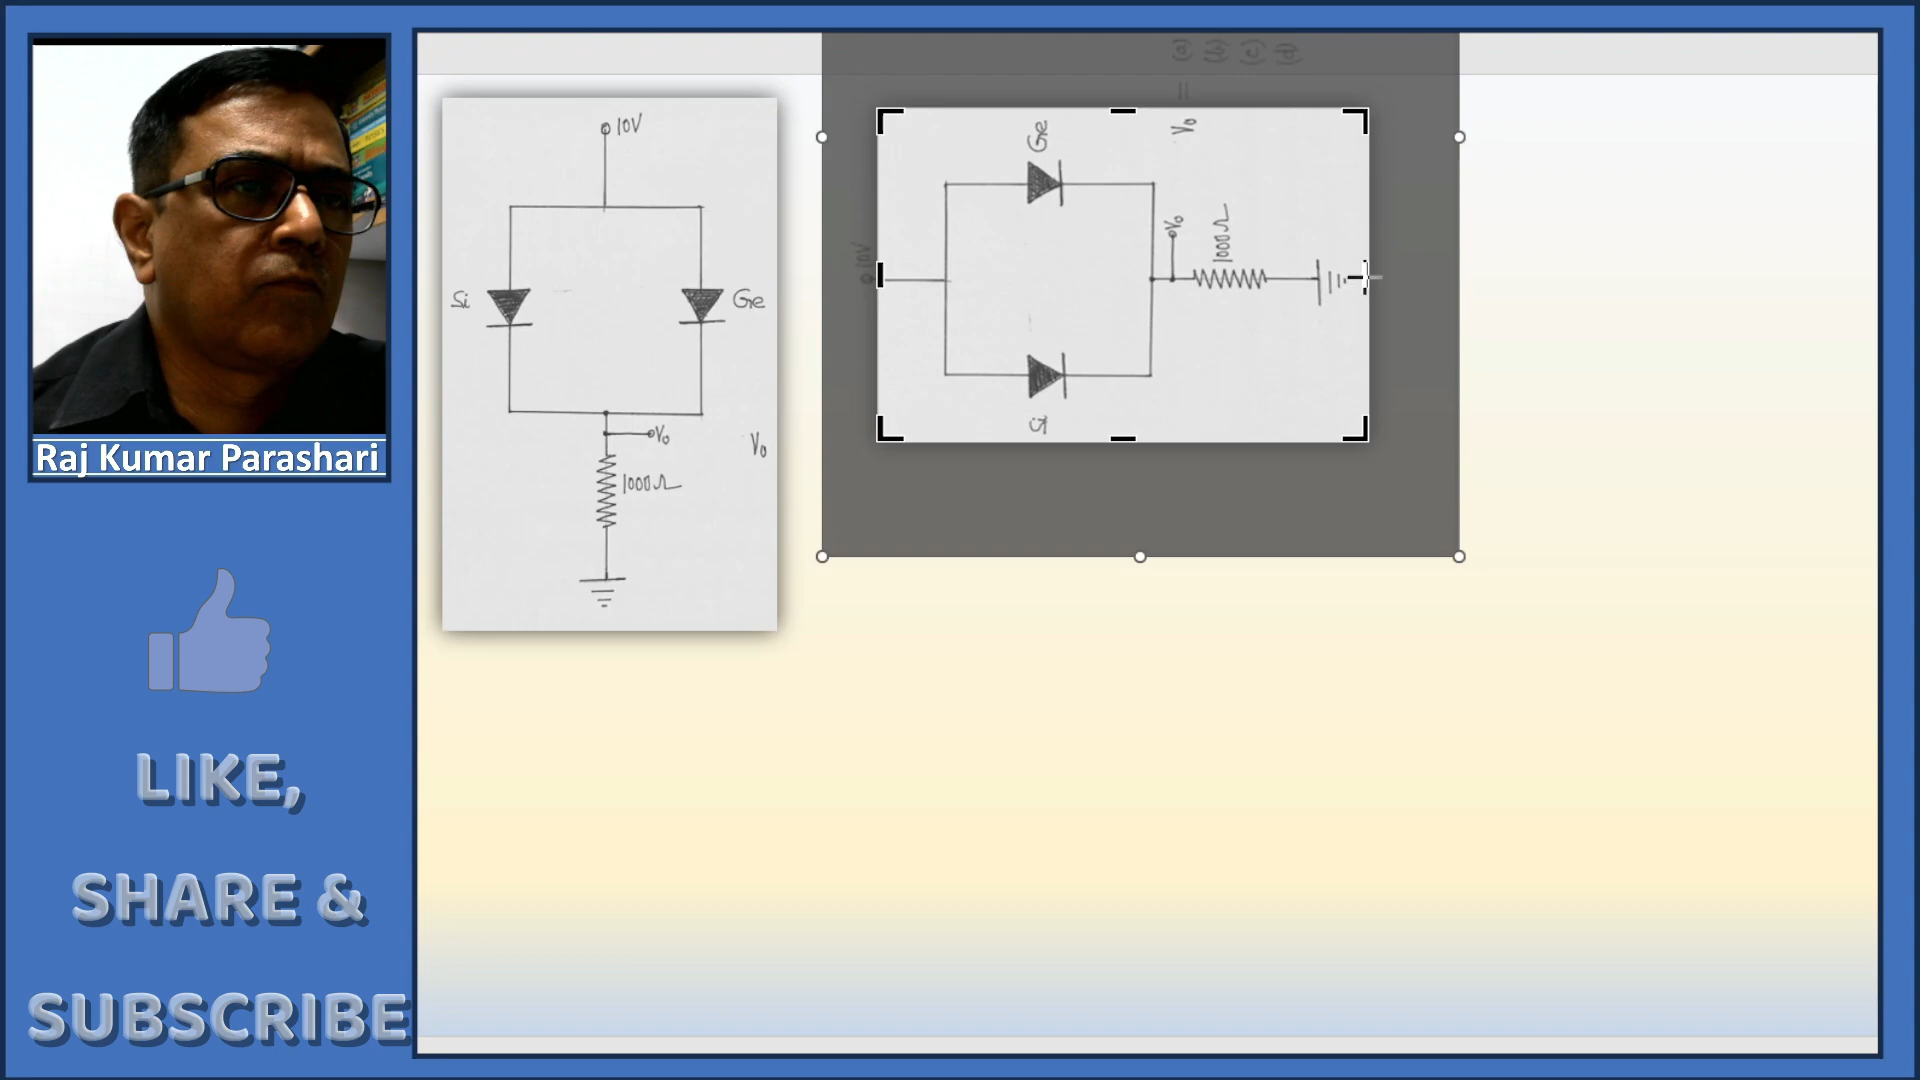 Raj Kumar Parashari
LIKE,
SHARE &
SUBSCRIBE
10V
Si
Ge
V₀
V₀
1000Ω
(a)
(b)
(c)
(d)
=
10V
Ge
V₀
V₀
1000Ω
Si